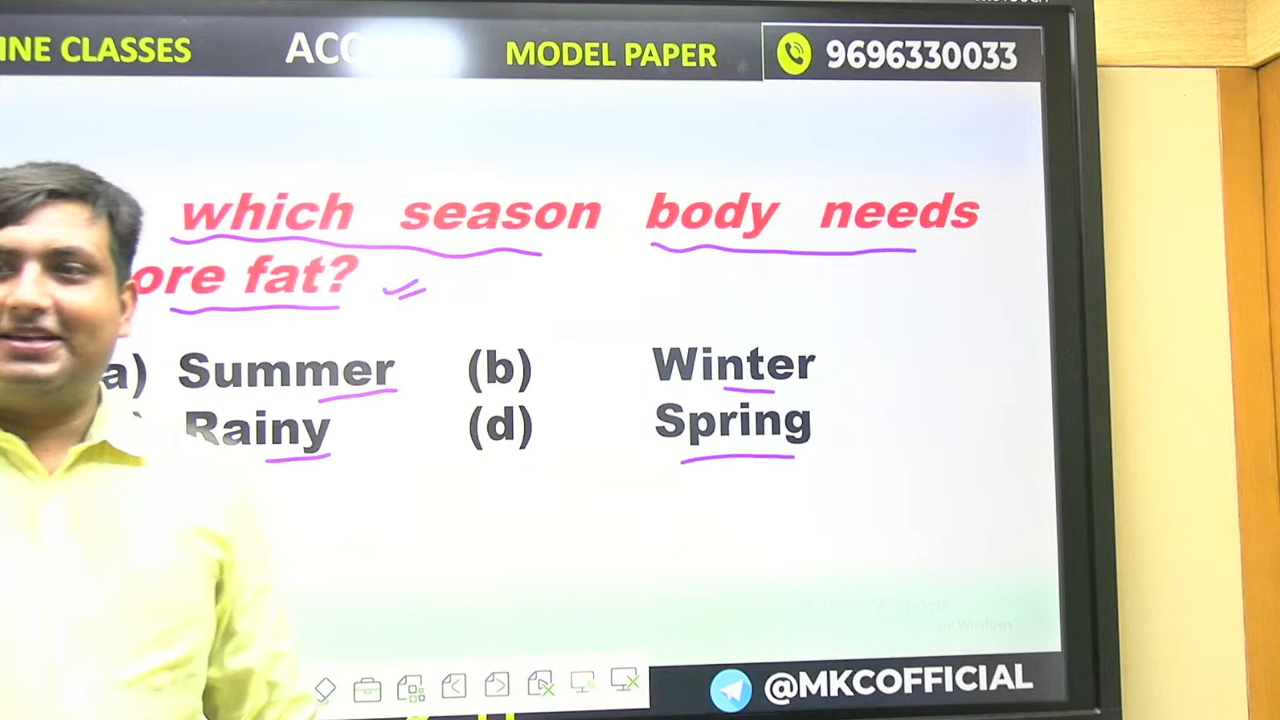 INE CLASSES ACC MODEL PAPER 9696330033
which season body needs
ore fat?
a) Summer (b) Winter
Rainy (d) Spring
@MKCOFFICIAL